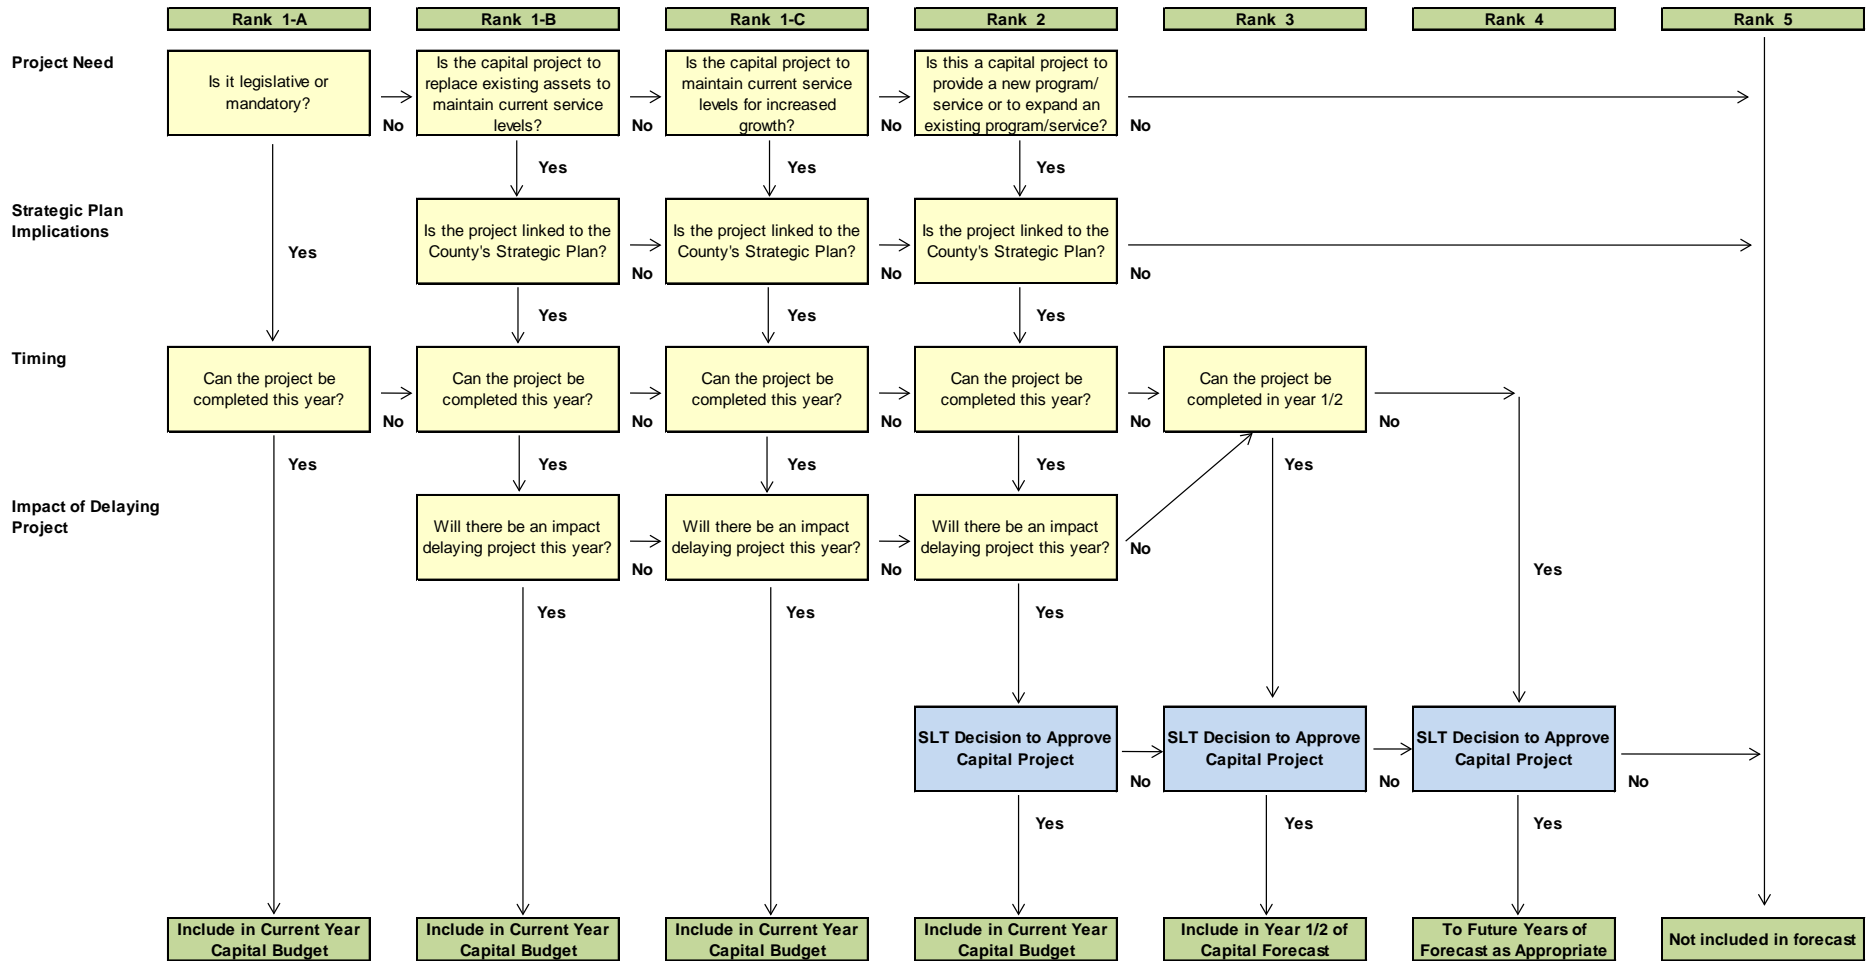 Rank 1-A
Rank 1-B
Rank 1-C
Rank 2
Rank 3
Rank 4
Rank 5
Project Need
Is it legislative or
mandatory?
No
Is the capital project to
replace existing assets to
maintain current service
levels?
No
Is the capital project to
maintain current service
levels for increased
growth?
No
Is this a capital project to
provide a new program/
service or to expand an
existing program/service?
No
Yes
Yes
Yes
Strategic Plan
Implications
Yes
Is the project linked to the
County's Strategic Plan?
No
Is the project linked to the
County's Strategic Plan?
No
Is the project linked to the
County's Strategic Plan?
No
Yes
Yes
Yes
Timing
Can the project be
completed this year?
No
Can the project be
completed this year?
No
Can the project be
completed this year?
No
Can the project be
completed this year?
No
Can the project be
completed in year 1/2
No
Yes
Yes
Yes
Yes
Yes
Impact of Delaying
Project
Will there be an impact
delaying project this year?
No
Will there be an impact
delaying project this year?
No
Will there be an impact
delaying project this year?
No
Yes
Yes
Yes
Yes
SLT Decision to Approve
Capital Project
No
SLT Decision to Approve
Capital Project
No
SLT Decision to Approve
Capital Project
No
Yes
Yes
Yes
Include in Current Year
Capital Budget
Include in Current Year
Capital Budget
Include in Current Year
Capital Budget
Include in Current Year
Capital Budget
Include in Year 1/2 of
Capital Forecast
To Future Years of
Forecast as Appropriate
Not included in forecast